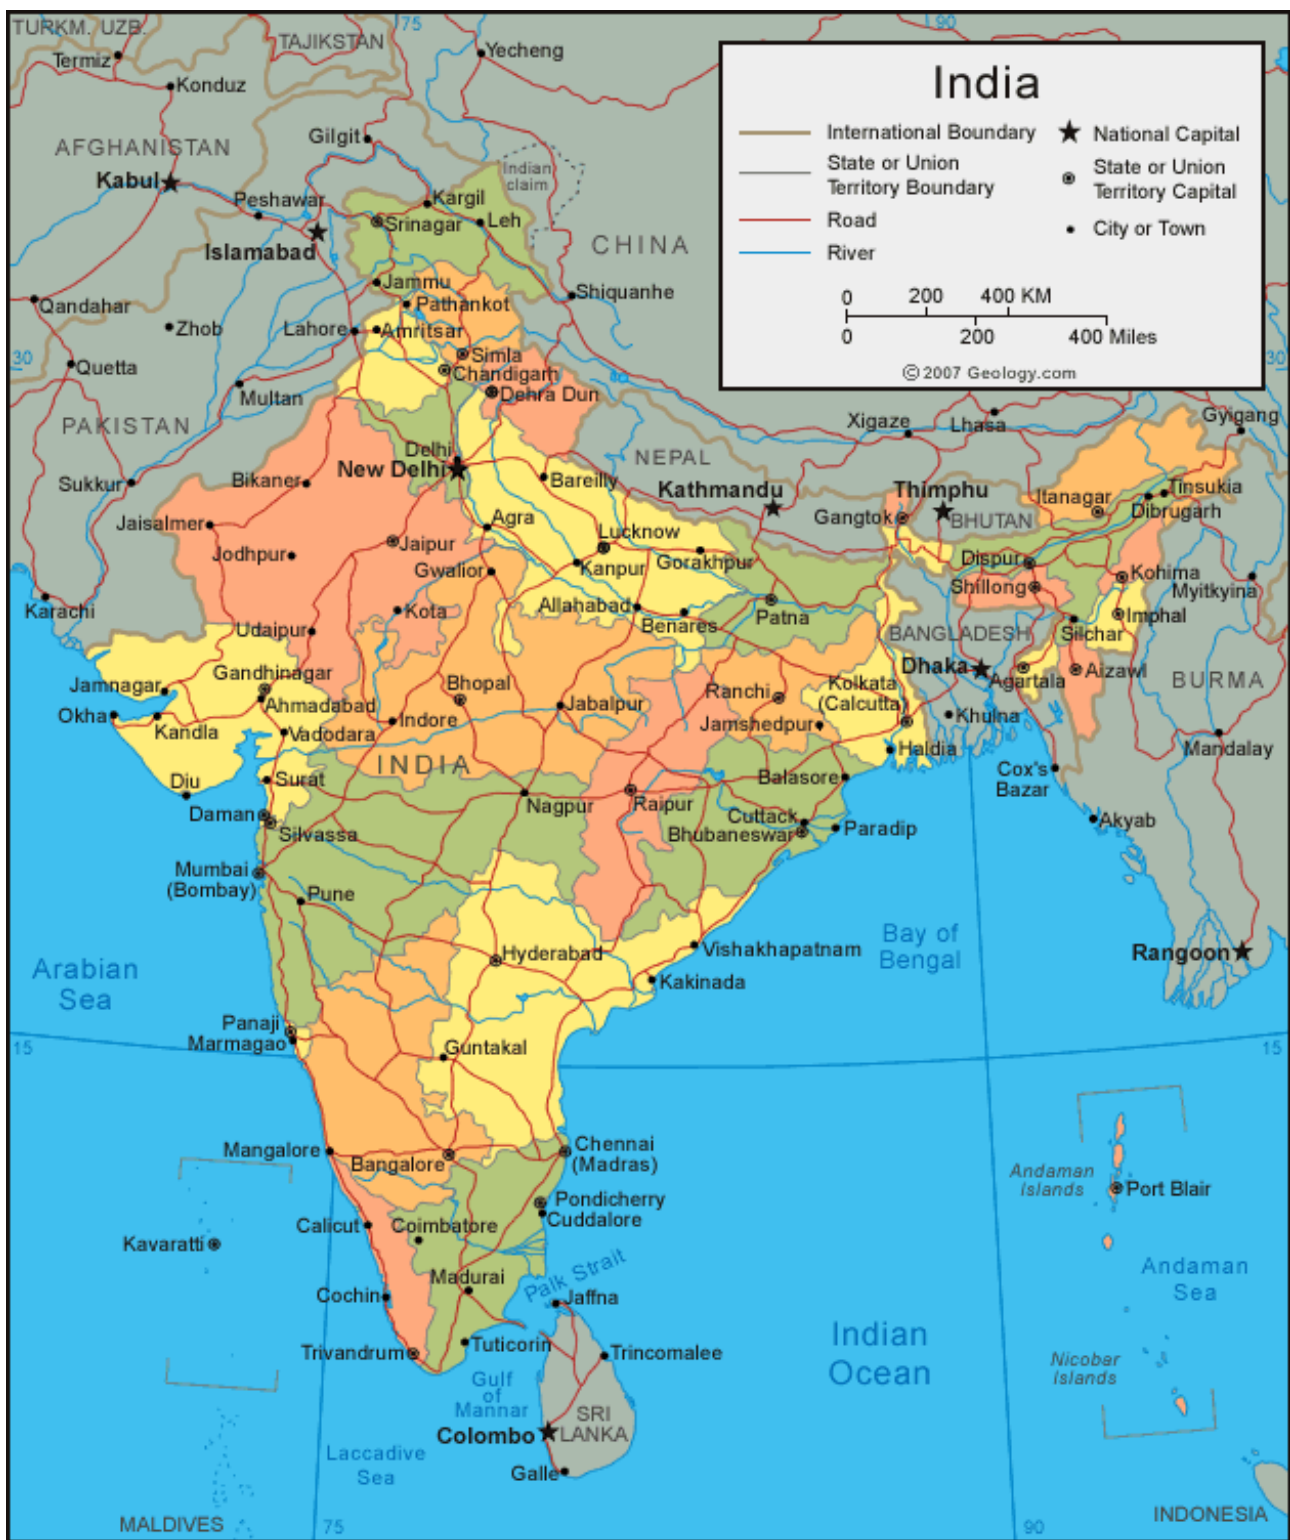 TURKM. UZB.
75
90
TAJIKSTAN
Termiz
Yecheng
Konduz
Gilgit
AFGHANISTAN
Kabul
Indian
claim
Peshawar
Kargil
Srinagar
Leh
Islamabad
CHINA
India
International Boundary
National Capital
State or Union
Territory Boundary
State or Union
Territory Capital
Road
City or Town
River
0
200
400 KM
0
200
400 Miles
© 2007 Geology.com
Jammu
Shiquanhe
Qandahar
Pathankot
Zhob
Lahore
Amritsar
30
30
Quetta
Simla
Chandigarh
Multan
Dehra Dun
PAKISTAN
Xigaze
Lhasa
Gyigang
Delhi
New Delhi
NEPAL
Sukkur
Bikaner
Bareilly
Kathmandu
Thimphu
Itanagar
Tinsukia
Dibrugarh
Jaisalmer
Agra
Gangtok
BHUTAN
Lucknow
Jodhpur
Jaipur
Gwalior
Kanpur
Gorakhpur
Dispur
Kohima
Shillong
Myitkyina
Karachi
Kota
Allahabad
Benares
Patna
Imphal
Udaipur
BANGLADESH
Silchar
Gandhinagar
Dhaka
Agartala
Aizawl
BURMA
Jamnagar
Bhopal
Ranchi
Kolkata
(Calcutta)
Ahmadabad
Okha
Kandla
Indore
Jabalpur
Jamshedpur
Khulna
Vadodara
Haldia
Mandalay
INDIA
Cox's
Bazar
Diu
Surat
Balasore
Nagpur
Raipur
Daman
Silvassa
Cuttack
Bhubaneswar
Paradip
Akyab
Mumbai
(Bombay)
Pune
Hyderabad
Vishakhapatnam
Bay of
Bengal
Rangoon
Arabian
Sea
Kakinada
Panaji
Marmagao
15
15
Guntakal
Mangalore
Bangalore
Chennai
(Madras)
Andaman
Islands
Port Blair
Pondicherry
Cuddalore
Calicut
Coimbatore
Kavaratti
Palk Strait
Andaman
Sea
Madurai
Cochin
Jaffna
Indian
Ocean
Trivandrum
Tuticorin
Trincomalee
Nicobar
Islands
Gulf
of
Mannar
SRI
LANKA
Colombo
Laccadive
Sea
Galle
MALDIVES
75
90
INDONESIA